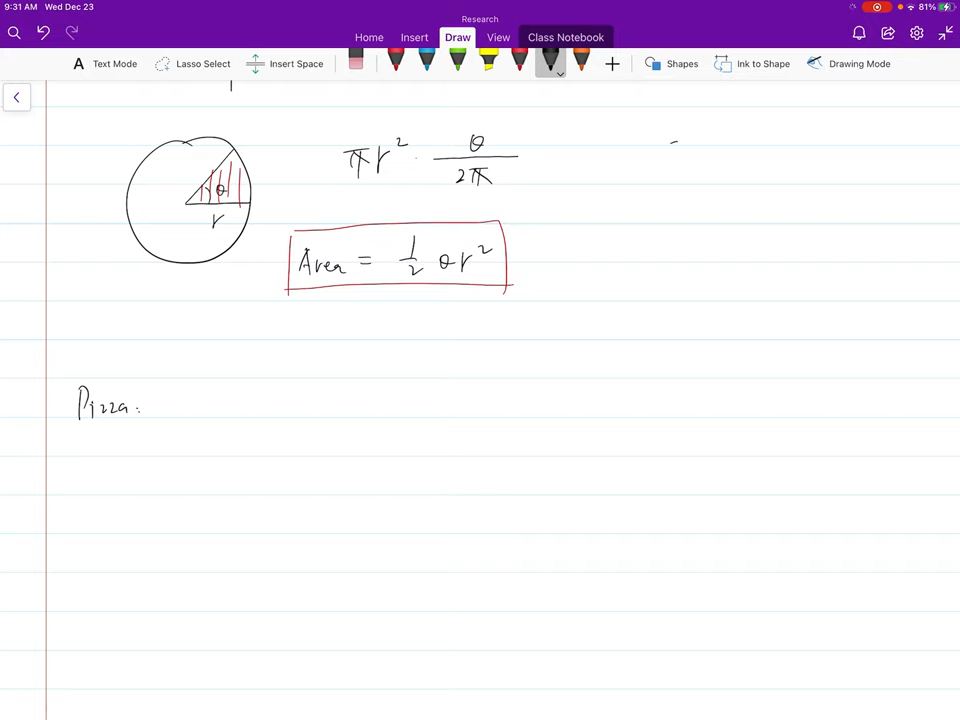 9:31 AM Wed Dec 23
81%
Research
Home Insert Draw View Class Notebook
A Text Mode Lasso Select Insert Space Shapes Ink to Shape Drawing Mode
πr² · θ/2π
θ
r
Area = 1/2 θr²
Pizza: